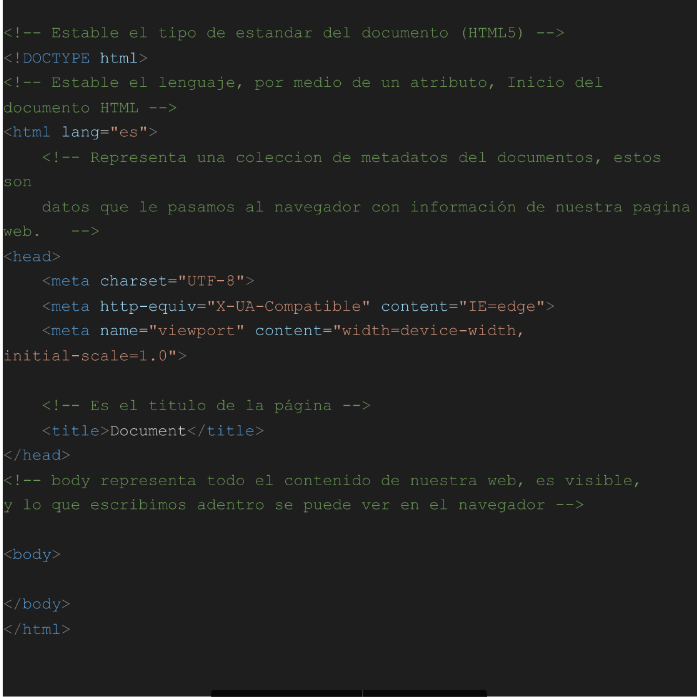 <!-- Estable el tipo de estandar del documento (HTML5) -->
<!DOCTYPE html>
<!-- Estable el lenguaje, por medio de un atributo, Inicio del
documento HTML -->
<html lang="es">
<!-- Representa una coleccion de metadatos del documentos, estos
son
datos que le pasamos al navegador con información de nuestra pagina
web.   -->
<head>
<meta charset="UTF-8">
<meta http-equiv="X-UA-Compatible" content="IE=edge">
<meta name="viewport" content="width=device-width,
initial-scale=1.0">
<!-- Es el titulo de la página -->
<title>Document</title>
</head>
<!-- body representa todo el contenido de nuestra web, es visible,
y lo que escribimos adentro se puede ver en el navegador -->
<body>
</body>
</html>